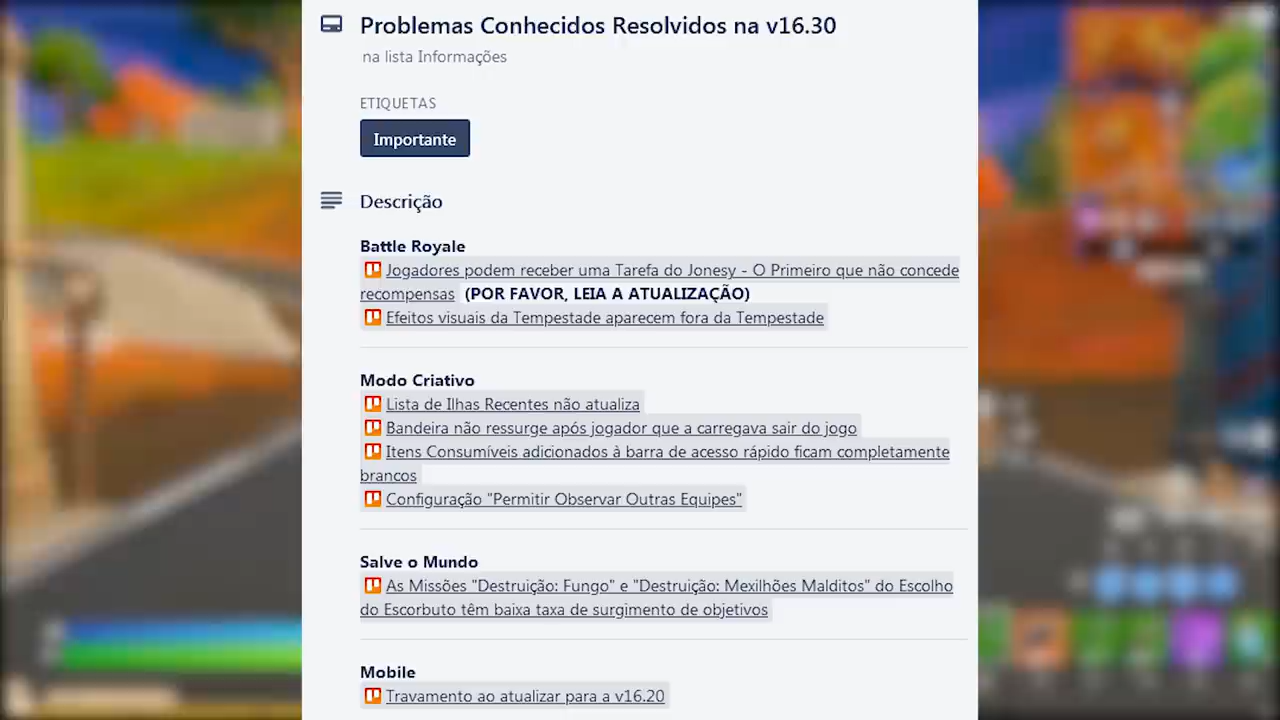 Problemas Conhecidos Resolvidos na v16.30
na lista Informações
ETIQUETAS
Importante
Descrição
Battle Royale
Jogadores podem receber uma Tarefa do Jonesy - O Primeiro que não concede
recompensas (POR FAVOR, LEIA A ATUALIZAÇÃO)
Efeitos visuais da Tempestade aparecem fora da Tempestade
Modo Criativo
Lista de Ilhas Recentes não atualiza
Bandeira não ressurge após jogador que a carregava sair do jogo
Itens Consumíveis adicionados à barra de acesso rápido ficam completamente
brancos
Configuração "Permitir Observar Outras Equipes"
Salve o Mundo
As Missões "Destruição: Fungo" e "Destruição: Mexilhões Malditos" do Escolho
do Escorbuto têm baixa taxa de surgimento de objetivos
Mobile
Travamento ao atualizar para a v16.20